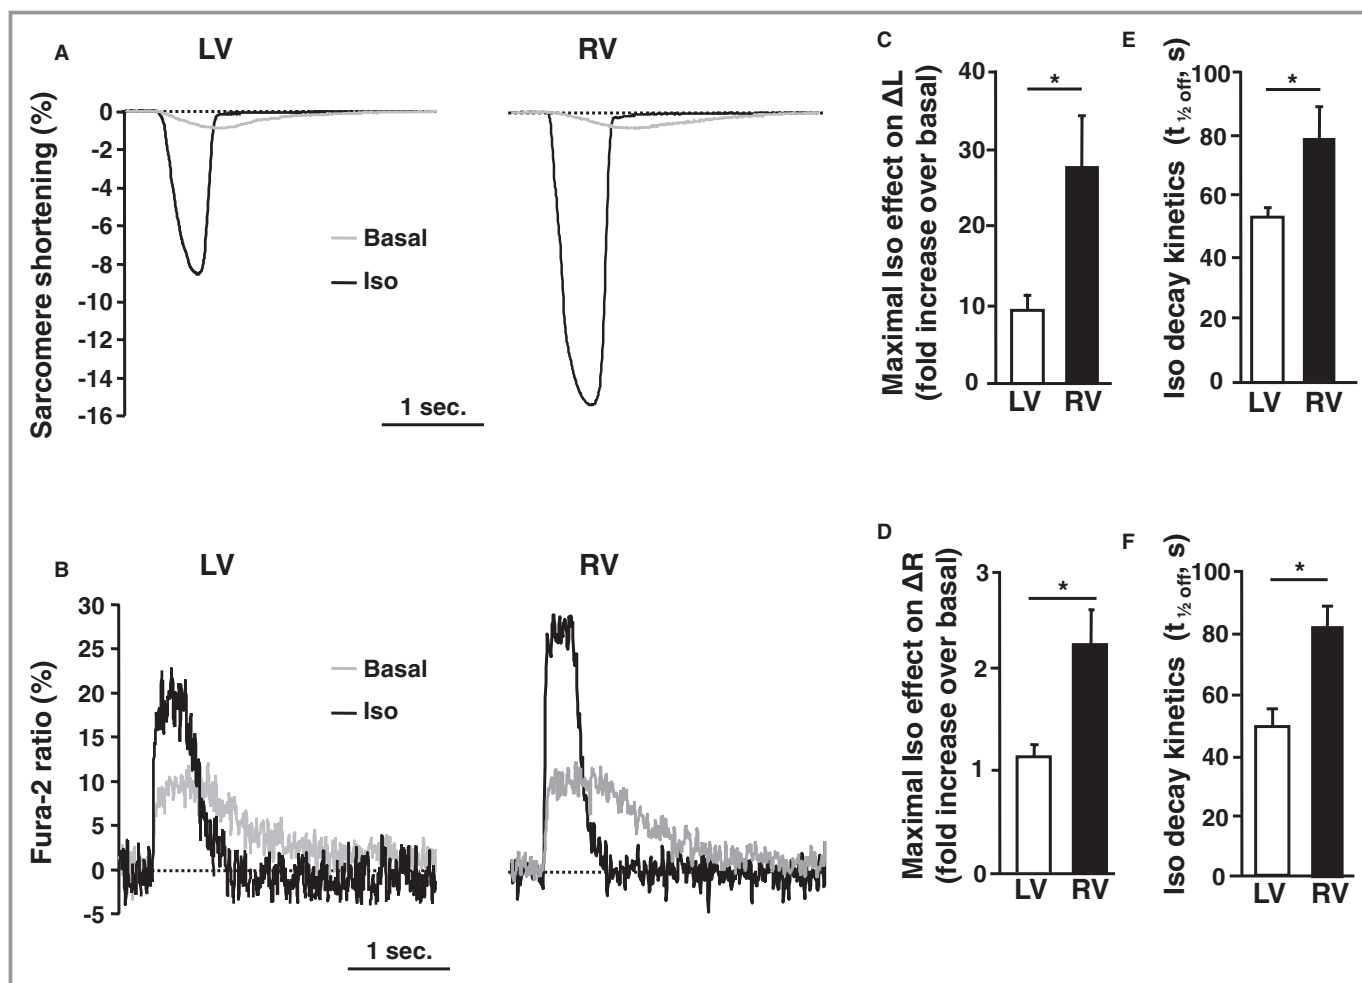 A
LV
RV
Sarcomere shortening (%)
0
-2
-4
-6
-8
-10
-12
-14
-16
Basal
Iso
1 sec.
B
LV
RV
Fura-2 ratio (%)
30
25
20
15
10
5
0
-5
Basal
Iso
1 sec.
C
Maximal Iso effect on ΔL
(fold increase over basal)
40
30
20
10
0
*
LV RV
E
Iso decay kinetics (t½ off, s)
100
80
60
40
20
0
*
LV RV
D
Maximal Iso effect on ΔR
(fold increase over basal)
3
2
1
0
*
LV RV
F
Iso decay kinetics (t½ off, s)
100
80
60
40
20
0
*
LV RV